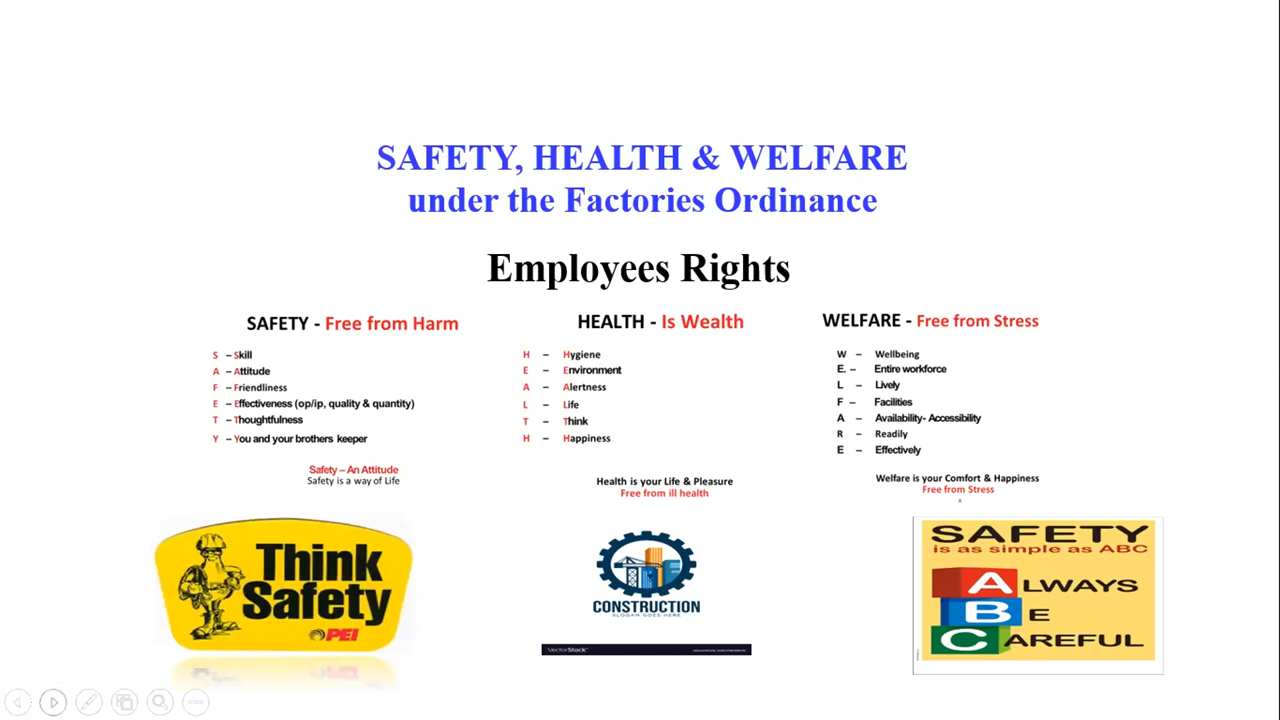 SAFETY, HEALTH & WELFARE
under the Factories Ordinance
Employees Rights
SAFETY - Free from Harm
S – Skill
A – Attitude
F – Friendliness
E – Effectiveness (op/ip, quality & quantity)
T – Thoughtfulness
Y – You and your brothers keeper
Safety – An Attitude
Safety is a way of Life
HEALTH - Is Wealth
H – Hygiene
E – Environment
A – Alertness
L – Life
T – Think
H – Happiness
Health is your Life & Pleasure
Free from ill health
WELFARE - Free from Stress
W – Wellbeing
E. – Entire workforce
L – Lively
F – Facilities
A – Availability- Accessibility
R – Readily
E – Effectively
Welfare is your Comfort & Happiness
Free from Stress
Think
Safety
PEI
CONSTRUCTION
SLOGAN GOES HERE
VectorStock
SAFETY
is as simple as ABC
ALWAYS
BE
CAREFUL